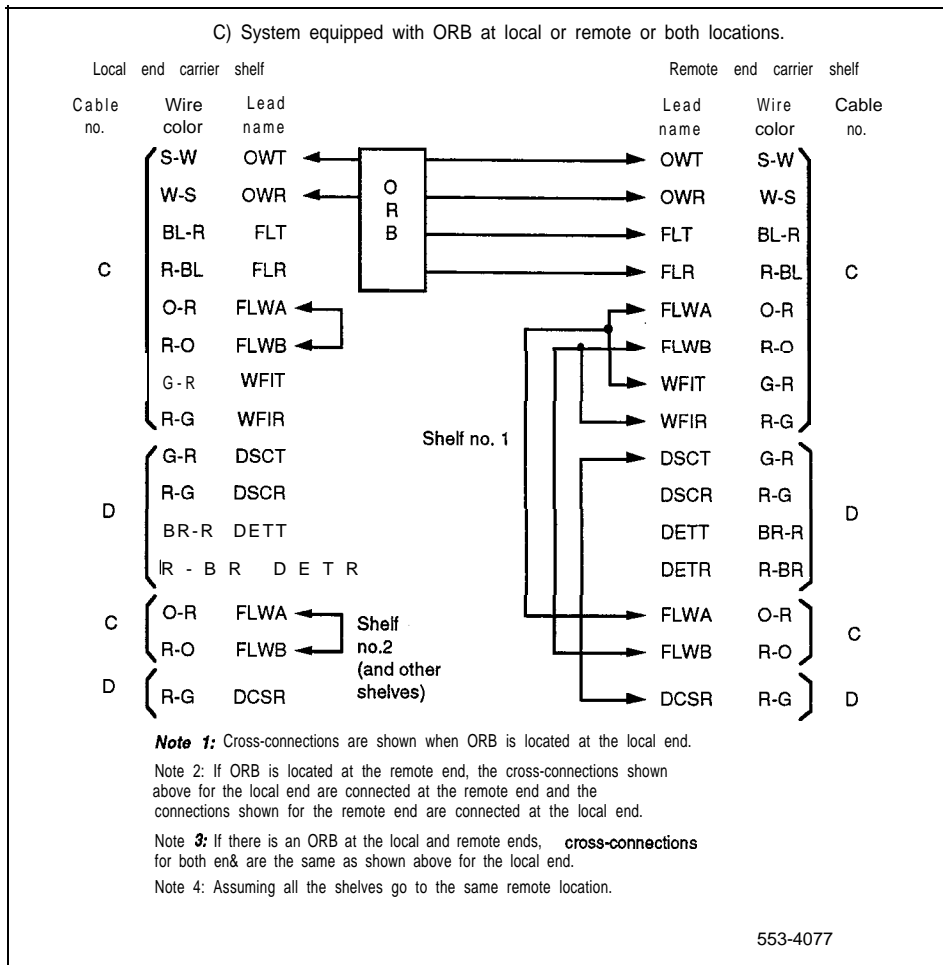 C) System equipped with ORB at local or remote or both locations.
Local end carrier shelf Remote end carrier shelf
Cable Wire Lead Lead Wire Cable
no. color name name color no.
S-W OWT OWT S-W
W-S OWR O R B OWR W-S
BL-R FLT FLT BL-R
C R-BL FLR FLR R-BL C
O-R FLWA FLWA O-R
R-O FLWB FLWB R-O
G-R WFIT WFIT G-R
R-G WFIR Shelf no. 1 WFIR R-G
G-R DSCT DSCT G-R
R-G DSCR DSCR R-G
D D
BR-R DETT DETT BR-R
R-BR DETR DETR R-BR
O-R FLWA FLWA O-R
C Shelf C
R-O FLWB no.2 FLWB R-O
(and other
D shelves)
R-G DCSR DCSR R-G D
Note 1: Cross-connections are shown when ORB is located at the local end.
Note 2: If ORB is located at the remote end, the cross-connections shown
above for the local end are connected at the remote end and the
connections shown for the remote end are connected at the local end.
Note 3: If there is an ORB at the local and remote ends, cross-connections
for both en& are the same as shown above for the local end.
Note 4: Assuming all the shelves go to the same remote location.
553-4077